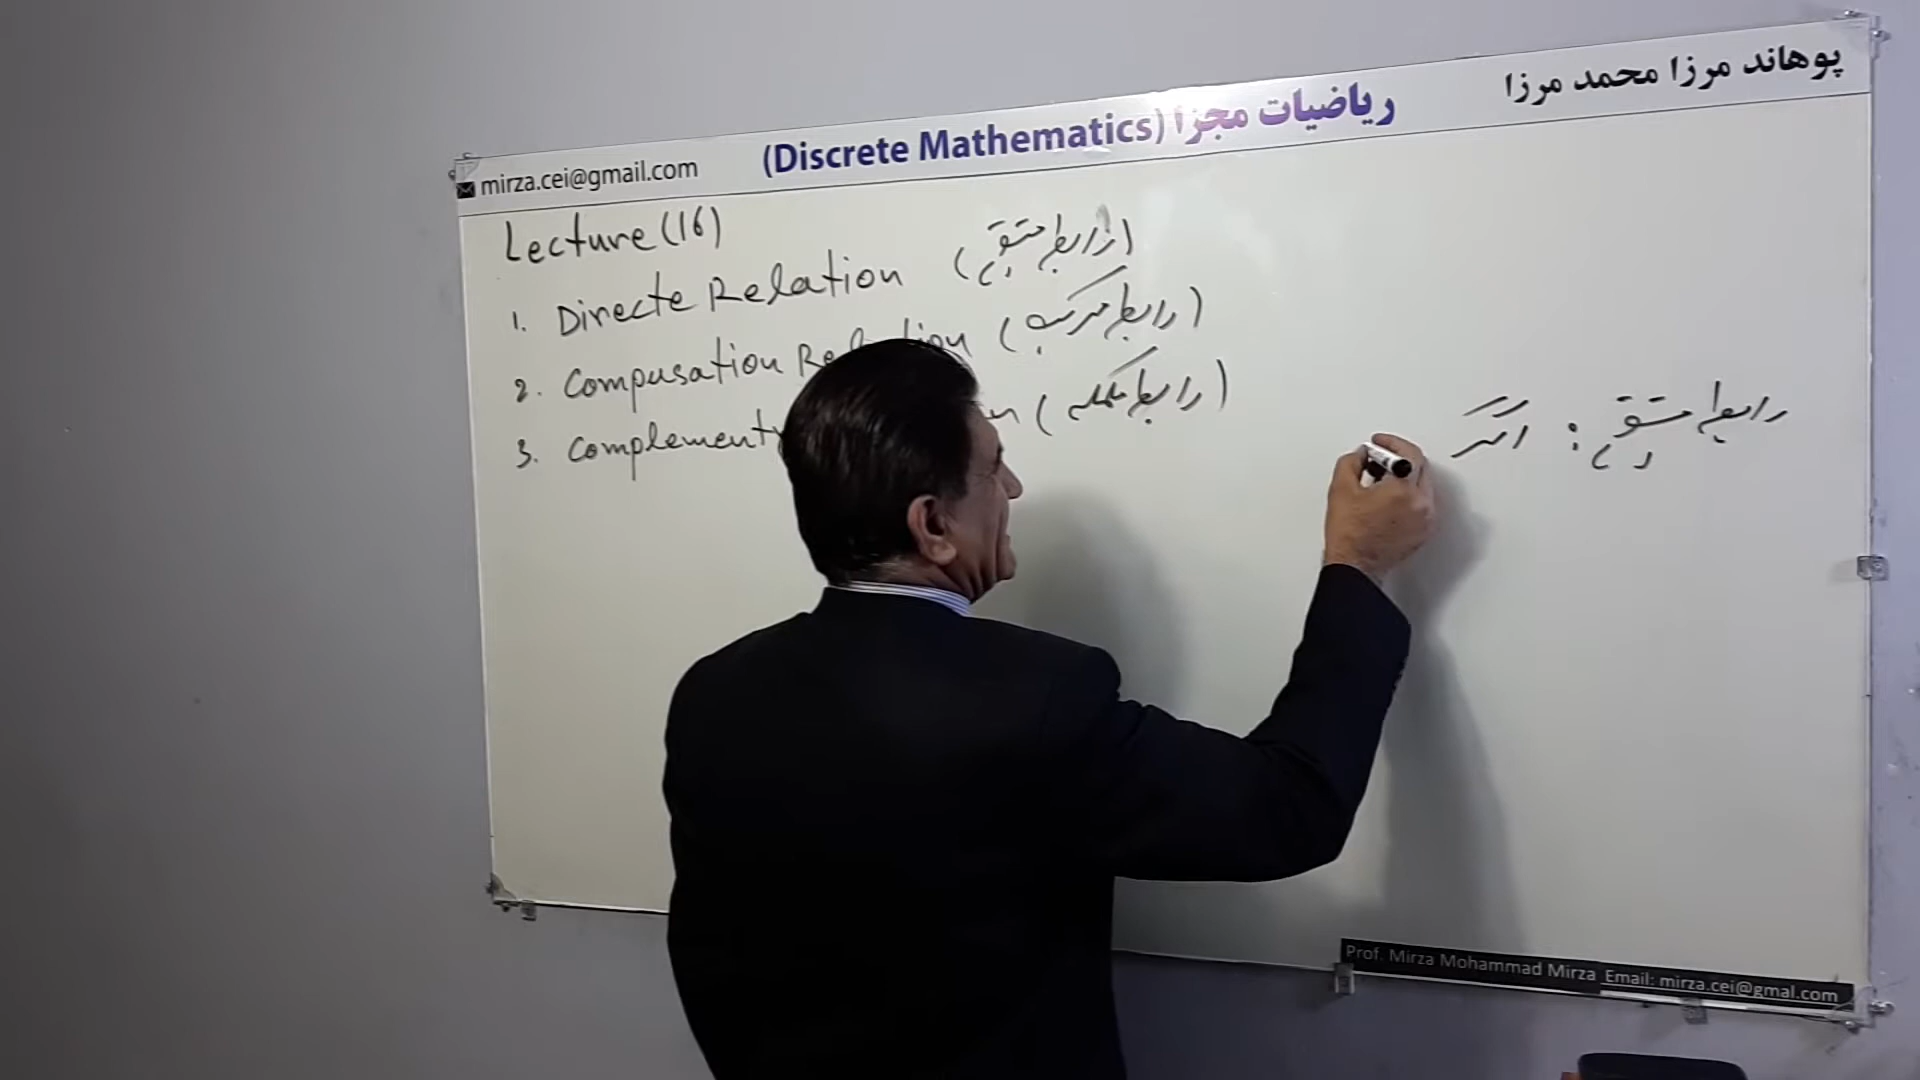 پوهاند مرزا محمد مرزا
ریاضیات مجزا (Discrete Mathematics)
mirza.cei@gmail.com
Lecture (16)
1. Directe Relation (رابطه مستقیم)
2. Compusation Re ion (رابطه مرکب)
3. Complement n (رابطه مکمله)
رابطه مستقیم : اگر
Prof. Mirza Mohammad Mirza Email: mirza.cei@gmal.com